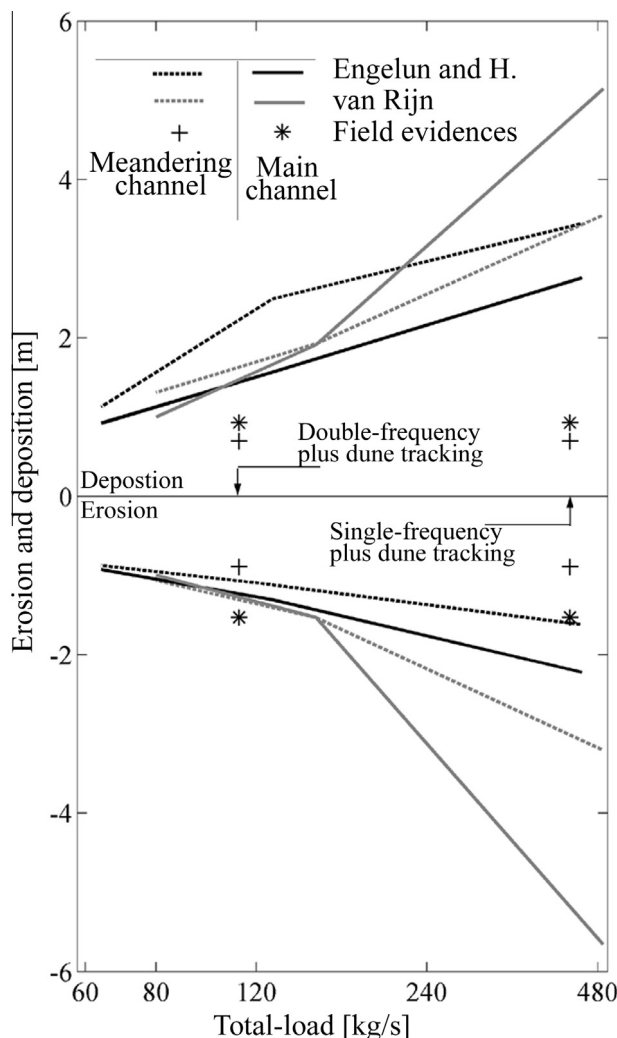 6
Engelun and H.
van Rijn
Field evidences
Meandering
channel
Main
channel
4
2
Double-frequency
plus dune tracking
Depostion
0
Erosion
Single-frequency
plus dune tracking
-2
-4
-6
Erosion and deposition [m]
60 80 120 240 480
Total-load [kg/s]